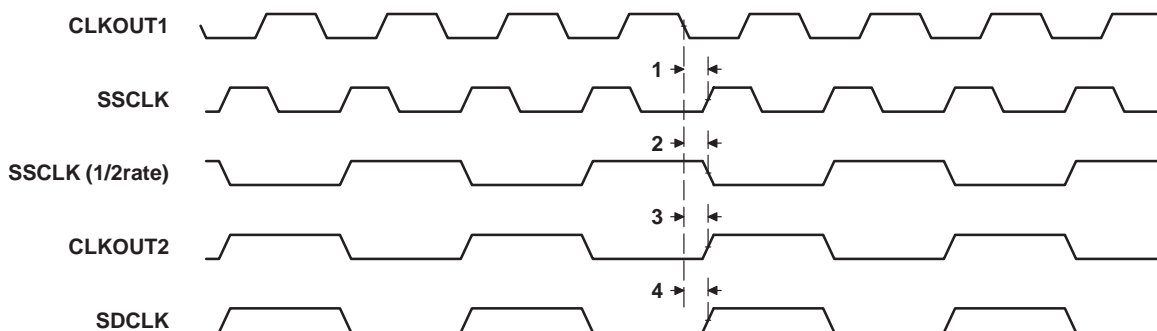 CLKOUT1
1
SSCLK
2
SSCLK (1/2rate)
3
CLKOUT2
4
SDCLK